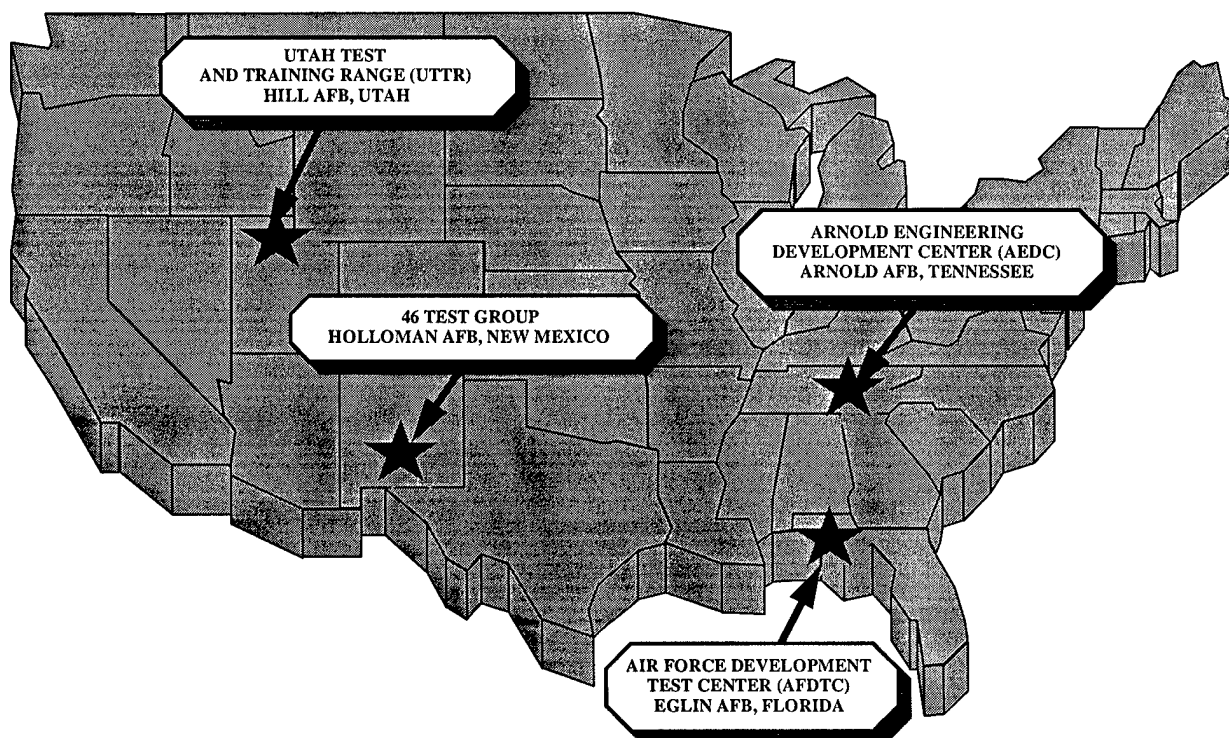 UTAH TEST
AND TRAINING RANGE (UTTR)
HILL AFB, UTAH
ARNOLD ENGINEERING
DEVELOPMENT CENTER (AEDC)
ARNOLD AFB, TENNESSEE
46 TEST GROUP
HOLLOMAN AFB, NEW MEXICO
AIR FORCE DEVELOPMENT
TEST CENTER (AFDTC)
EGLIN AFB, FLORIDA